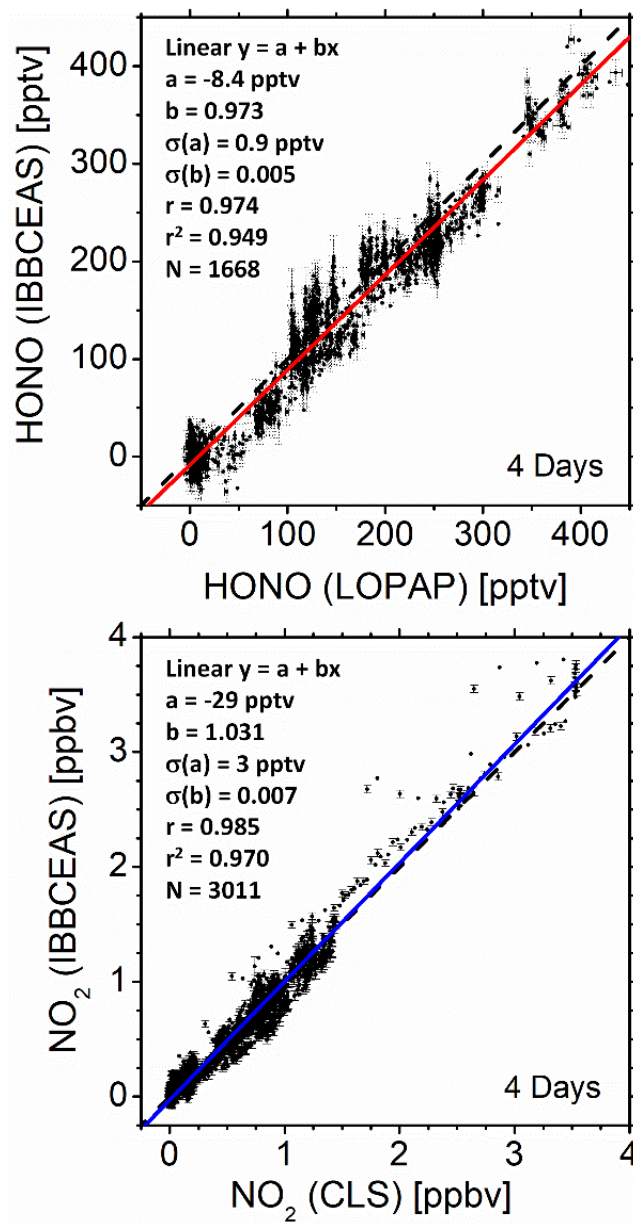 HONO (IBBCEAS) [pptv]
400
300
200
100
0
Linear y = a + bx
a = -8.4 pptv
b = 0.973
σ(a) = 0.9 pptv
σ(b) = 0.005
r = 0.974
r² = 0.949
N = 1668
4 Days
0 100 200 300 400
HONO (LOPAP) [pptv]
NO₂ (IBBCEAS) [ppbv]
4
3
2
1
0
Linear y = a + bx
a = -29 pptv
b = 1.031
σ(a) = 3 pptv
σ(b) = 0.007
r = 0.985
r² = 0.970
N = 3011
4 Days
0 1 2 3 4
NO₂ (CLS) [ppbv]